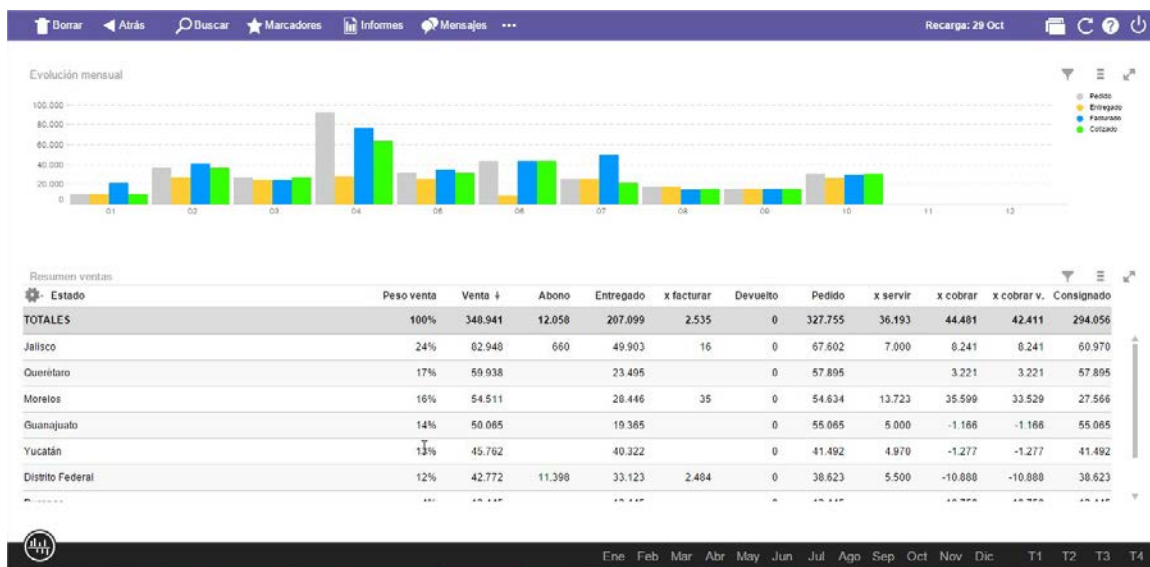 Borrar Atrás Buscar Marcadores Informes Mensajes ••• Recarga: 29 Oct
Evolución mensual
Pedido
Entregado
Facturado
Cotizado
100.000
80.000
60.000
40.000
20.000
0
01 02 03 04 05 06 07 08 09 10 11 12
Resumen ventas
Estado Peso venta Venta ↓ Abono Entregado x facturar Devuelto Pedido x servir x cobrar x cobrar v. Consignado
TOTALES 100% 348.941 12.058 207.099 2.535 0 327.755 36.193 44.481 42.411 294.056
Jalisco 24% 82.948 660 49.903 16 0 67.602 7.000 8.241 8.241 60.970
Querétaro 17% 59.938 23.495 0 57.895 3.221 3.221 57.895
Morelos 16% 54.511 28.446 35 0 54.634 13.723 35.599 33.529 27.566
Guanajuato 14% 50.065 19.365 0 55.065 5.000 -1.166 -1.166 55.065
Yucatán 13% 45.762 40.322 0 41.492 4.970 -1.277 -1.277 41.492
Distrito Federal 12% 42.772 11.398 33.123 2.484 0 38.623 5.500 -10.888 -10.888 38.623
Ene Feb Mar Abr May Jun Jul Ago Sep Oct Nov Dic T1 T2 T3 T4